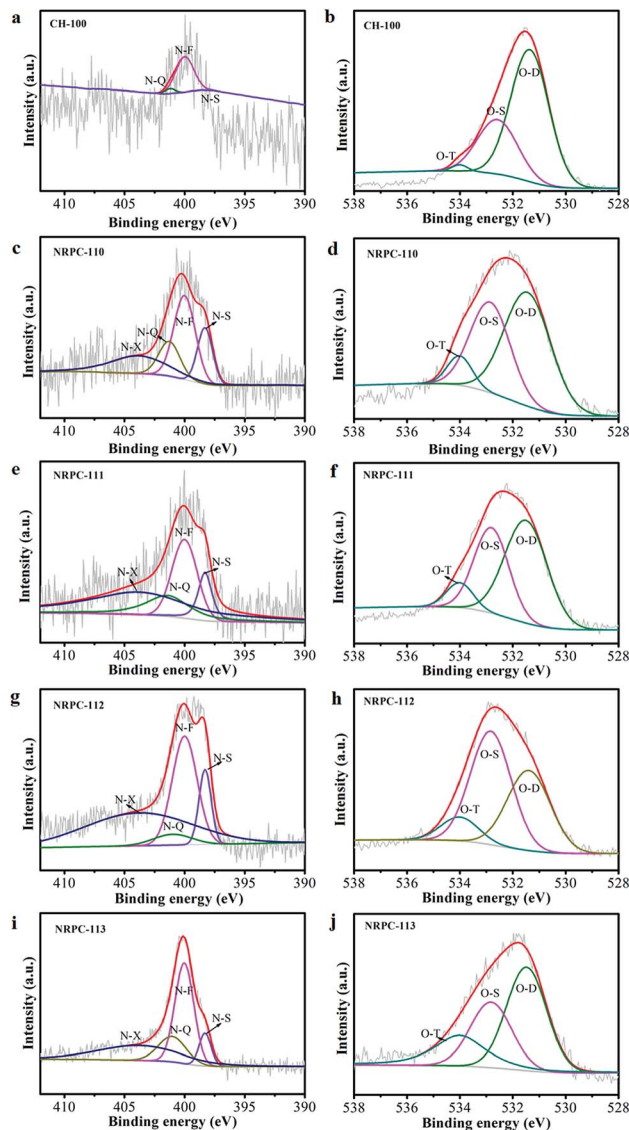 a
CH-100
N-F
N-Q
N-S
Intensity (a.u.)
410 405 400 395 390
Binding energy (eV)
b
CH-100
O-D
O-S
O-T
Intensity (a.u.)
538 536 534 532 530 528
Binding energy (eV)
c
NRPC-110
N-Q
N-F
N-S
N-X
Intensity (a.u.)
410 405 400 395 390
Binding energy (eV)
d
NRPC-110
O-S
O-D
O-T
Intensity (a.u.)
538 536 534 532 530 528
Binding energy (eV)
e
NRPC-111
N-F
N-X
N-S
N-Q
Intensity (a.u.)
410 405 400 395 390
Binding energy (eV)
f
NRPC-111
O-S
O-D
O-T
Intensity (a.u.)
538 536 534 532 530 528
Binding energy (eV)
g
NRPC-112
N-F
N-S
N-X
N-Q
Intensity (a.u.)
410 405 400 395 390
Binding energy (eV)
h
NRPC-112
O-S
O-D
O-T
Intensity (a.u.)
538 536 534 532 530 528
Binding energy (eV)
i
NRPC-113
N-F
N-S
N-X
N-Q
Intensity (a.u.)
410 405 400 395 390
Binding energy (eV)
j
NRPC-113
O-D
O-S
O-T
Intensity (a.u.)
538 536 534 532 530 528
Binding energy (eV)